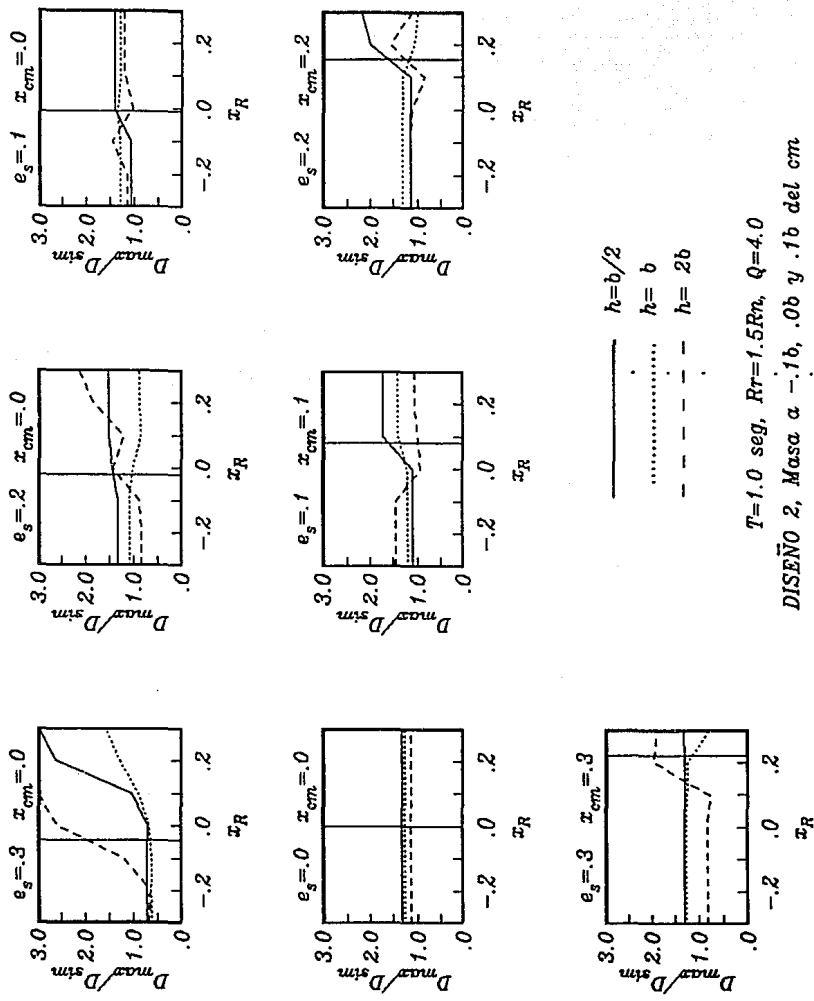 e_s=.3 x_cm=.0
3.0
2.0
1.0
.0
D_max/D_sim
-.2 .0 .2
x_R
e_s=.2 x_cm=.0
3.0
2.0
1.0
.0
D_max/D_sim
-.2 .0 .2
x_R
e_s=.1 x_cm=.0
3.0
2.0
1.0
.0
D_max/D_sim
-.2 .0 .2
x_R
e_s=.0 x_cm=.0
3.0
2.0
1.0
.0
D_max/D_sim
-.2 .0 .2
x_R
e_s=.1 x_cm=.1
3.0
2.0
1.0
.0
D_max/D_sim
-.2 .0 .2
x_R
e_s=.2 x_cm=.2
3.0
2.0
1.0
.0
D_max/D_sim
-.2 .0 .2
x_R
e_s=.3 x_cm=.3
3.0
2.0
1.0
.0
D_max/D_sim
-.2 .0 .2
x_R
h=b/2
h= b
h= 2b
T=1.0 seg, Rr=1.5Rn, Q=4.0
DISEÑO 2, Masa a -.1b, .0b y .1b del cm